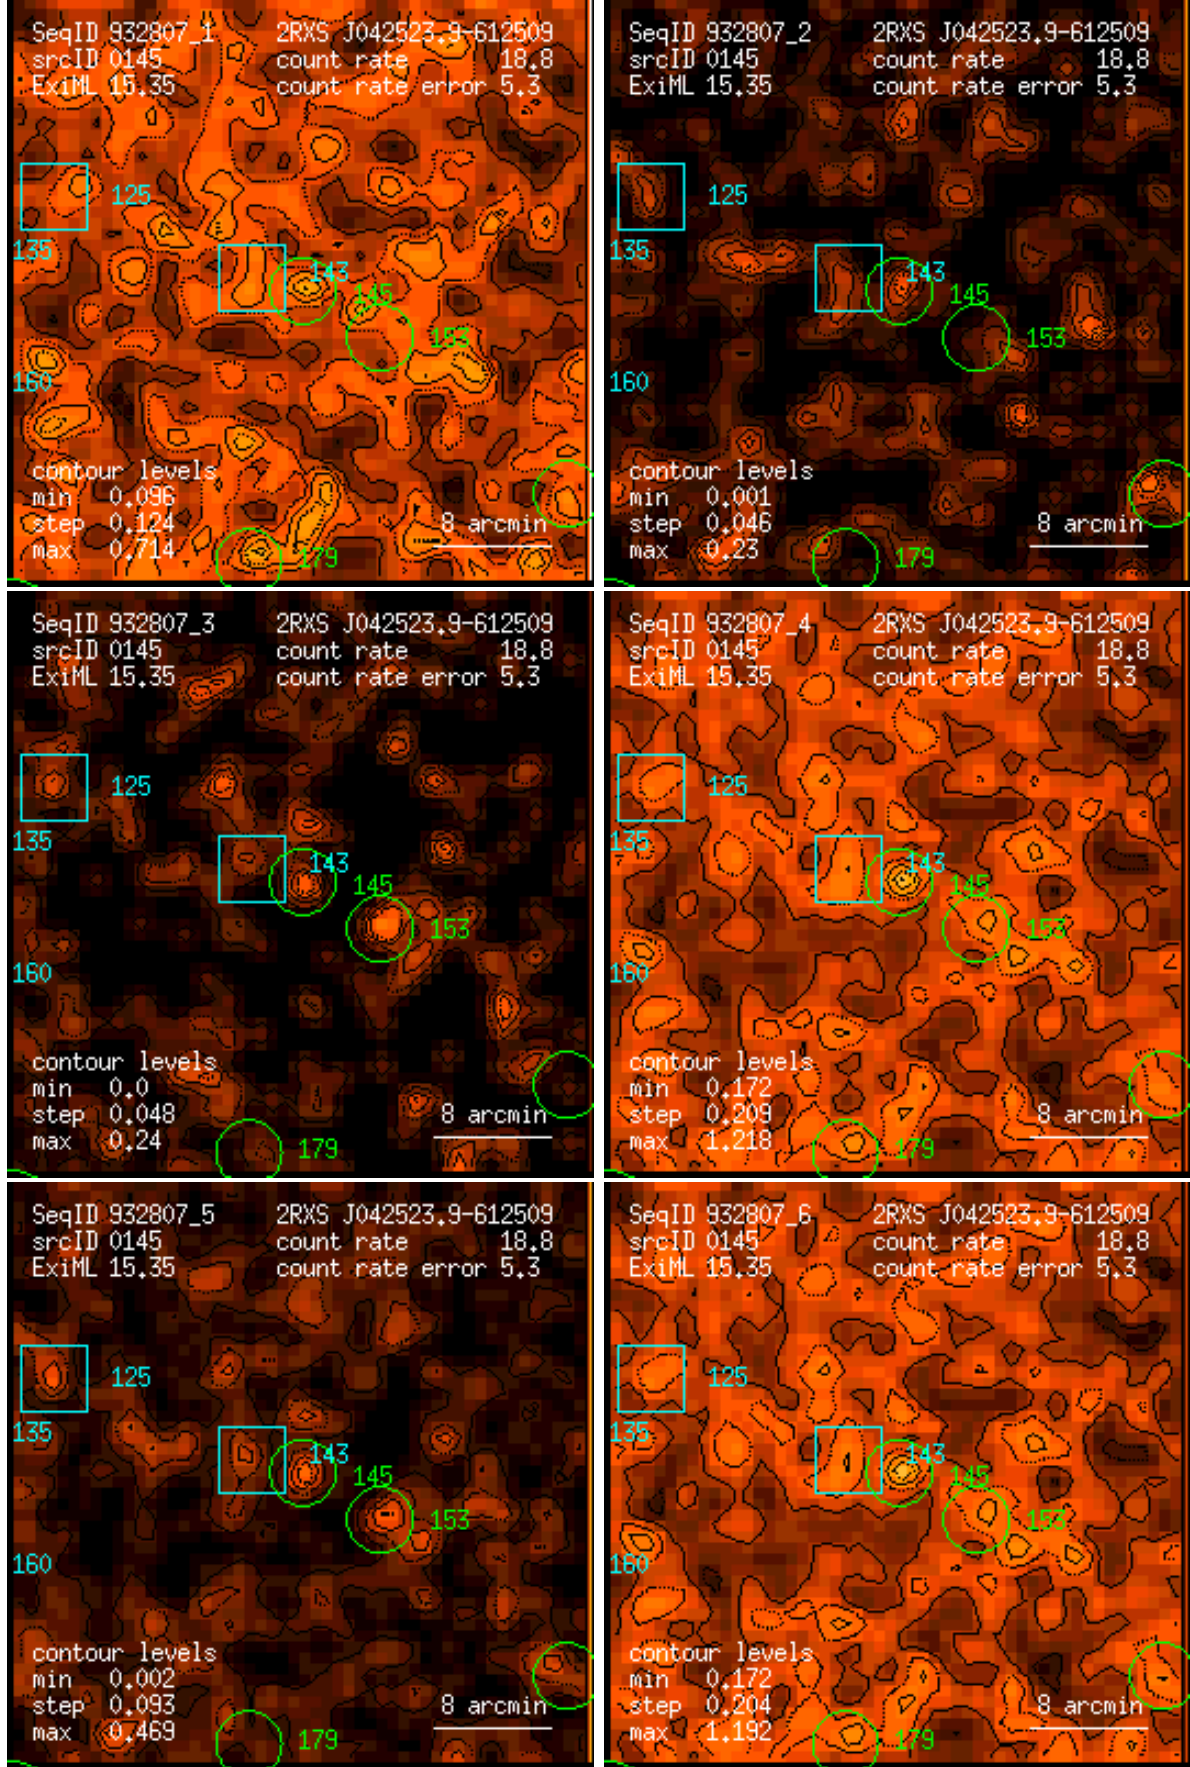 SeqID 932807_1 2RXS J042523.9-612509
srcID 0145 count rate 18.8
ExiML 15.35 count rate error 5.3
125
135
143
145
153
160
contour levels
min 0.096
step 0.124 8 arcmin
max 0.714 179
SeqID 932807_2 2RXS J042523.9-612509
srcID 0145 count rate 18.8
ExiML 15.35 count rate error 5.3
125
135
143
145
153
160
contour levels
min 0.001
step 0.046 8 arcmin
max 0.23 179
SeqID 932807_3 2RXS J042523.9-612509
srcID 0145 count rate 18.8
ExiML 15.35 count rate error 5.3
125
135
143
145
153
160
contour levels
min 0.0
step 0.048 8 arcmin
max 0.24 179
SeqID 932807_4 2RXS J042523.9-612509
srcID 0145 count rate 18.8
ExiML 15.35 count rate error 5.3
125
135
143
145
153
160
contour levels
min 0.172
step 0.209 8 arcmin
max 1.218 179
SeqID 932807_5 2RXS J042523.9-612509
srcID 0145 count rate 18.8
ExiML 15.35 count rate error 5.3
125
135
143
145
153
160
contour levels
min 0.002
step 0.093 8 arcmin
max 0.469 179
SeqID 932807_6 2RXS J042523.9-612509
srcID 0145 count rate 18.8
ExiML 15.35 count rate error 5.3
125
135
143
145
153
160
contour levels
min 0.172
step 0.204 8 arcmin
max 1.192 179